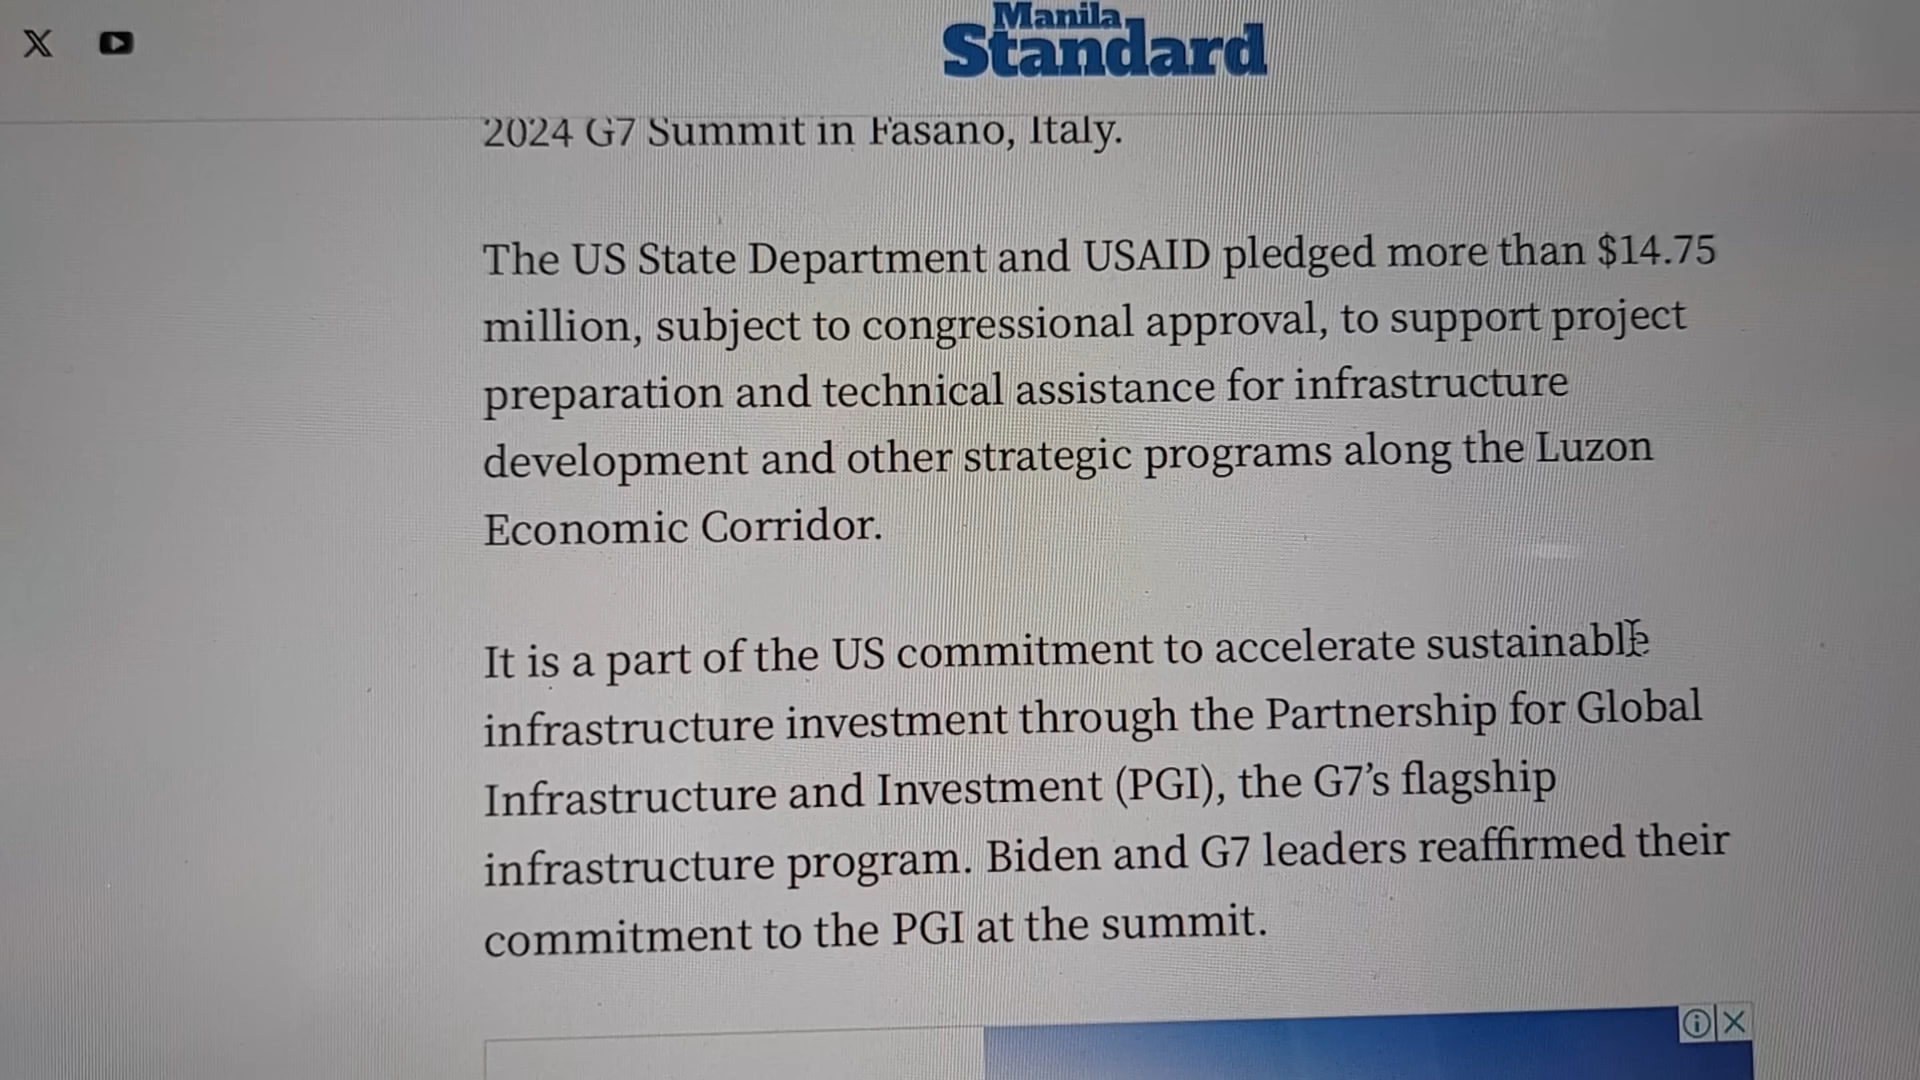 Manila
Standard
2024 G7 Summit in Fasano, Italy.
The US State Department and USAID pledged more than $14.75
million, subject to congressional approval, to support project
preparation and technical assistance for infrastructure
development and other strategic programs along the Luzon
Economic Corridor.
It is a part of the US commitment to accelerate sustainable
infrastructure investment through the Partnership for Global
Infrastructure and Investment (PGI), the G7’s flagship
infrastructure program. Biden and G7 leaders reaffirmed their
commitment to the PGI at the summit.